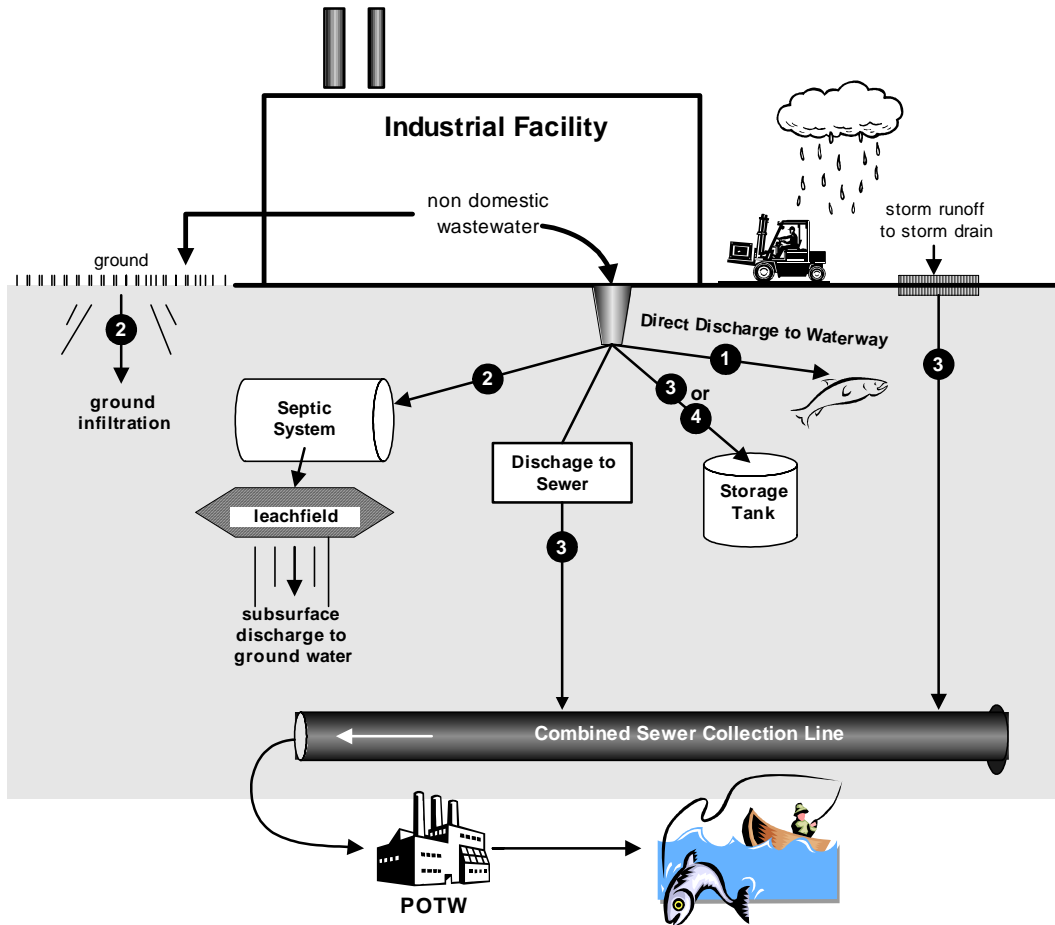 Industrial Facility
non domestic
wastewater
storm runoff
to storm drain
ground
Direct Discharge to Waterway
2
1
3
2
3
or
4
ground
infiltration
Septic
System
Dischage to
Sewer
Storage
Tank
leachfield
3
subsurface
discharge to
ground water
Combined Sewer Collection Line
POTW